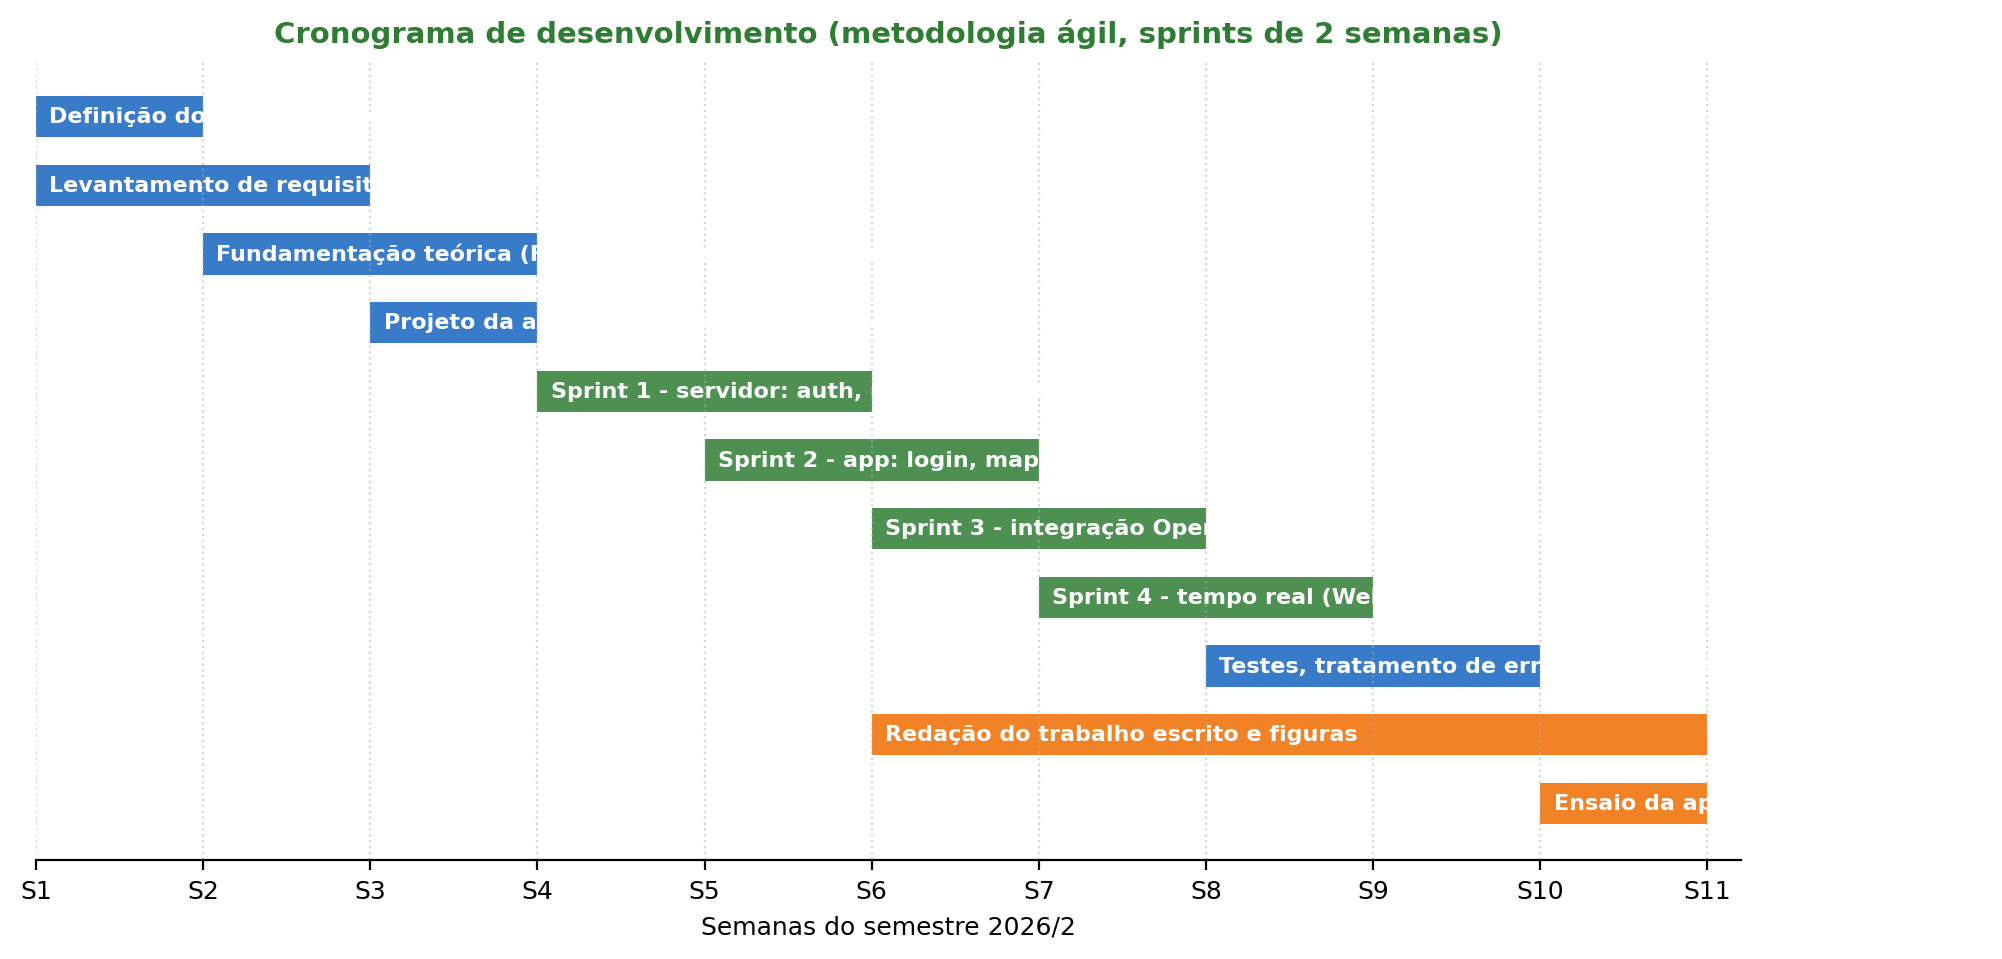 Cronograma de desenvolvimento (metodologia ágil, sprints de 2 semanas)
Definição do
Levantamento de requisit
Fundamentação teórica (
Projeto da a
Sprint 1 - servidor: auth,
Sprint 2 - app: login, map
Sprint 3 - integração Open
Sprint 4 - tempo real (We
Testes, tratamento de err
Redação do trabalho escrito e figuras
Ensaio da ap
S1 S2 S3 S4 S5 S6 S7 S8 S9 S10 S11
Semanas do semestre 2026/2